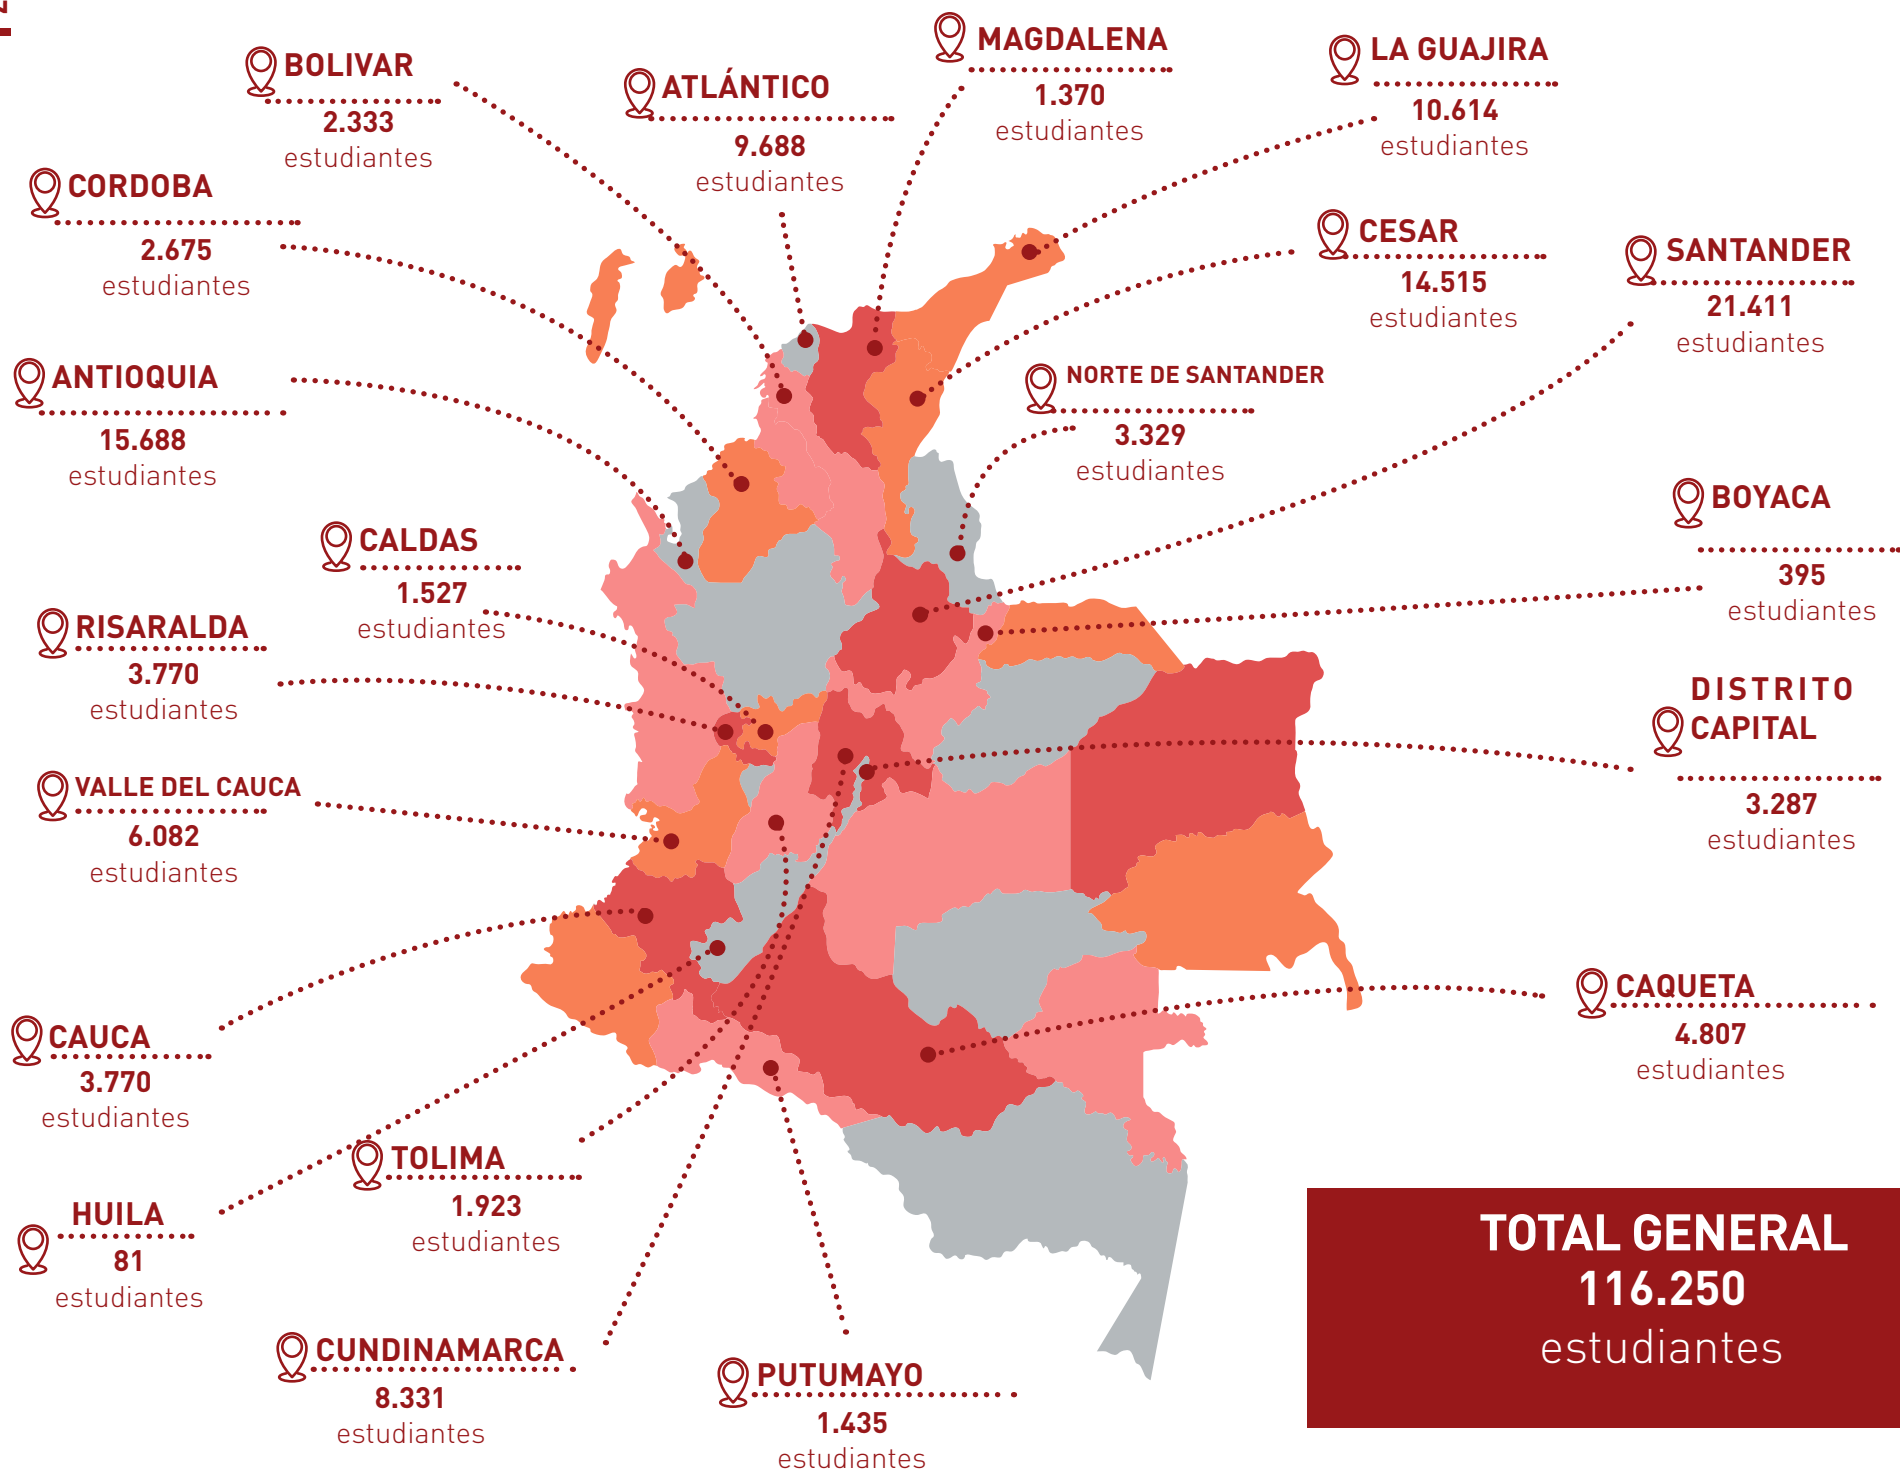 BOLIVAR
2.333
estudiantes
ATLÁNTICO
9.688
estudiantes
MAGDALENA
1.370
estudiantes
LA GUAJIRA
10.614
estudiantes
CORDOBA
2.675
estudiantes
CESAR
14.515
estudiantes
SANTANDER
21.411
estudiantes
ANTIOQUIA
15.688
estudiantes
NORTE DE SANTANDER
3.329
estudiantes
BOYACA
395
estudiantes
CALDAS
1.527
estudiantes
RISARALDA
3.770
estudiantes
DISTRITO
CAPITAL
3.287
estudiantes
VALLE DEL CAUCA
6.082
estudiantes
CAQUETA
4.807
estudiantes
CAUCA
3.770
estudiantes
TOLIMA
1.923
estudiantes
HUILA
81
estudiantes
CUNDINAMARCA
8.331
estudiantes
PUTUMAYO
1.435
estudiantes
TOTAL GENERAL
116.250
estudiantes